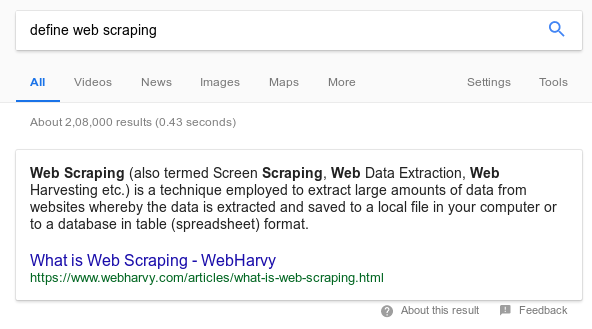 define web scraping
All Videos News Images Maps More Settings Tools
About 2,08,000 results (0.43 seconds)
Web Scraping (also termed Screen Scraping, Web Data Extraction, Web
Harvesting etc.) is a technique employed to extract large amounts of data from
websites whereby the data is extracted and saved to a local file in your computer or
to a database in table (spreadsheet) format.
What is Web Scraping - WebHarvy
https://www.webharvy.com/articles/what-is-web-scraping.html
About this result Feedback